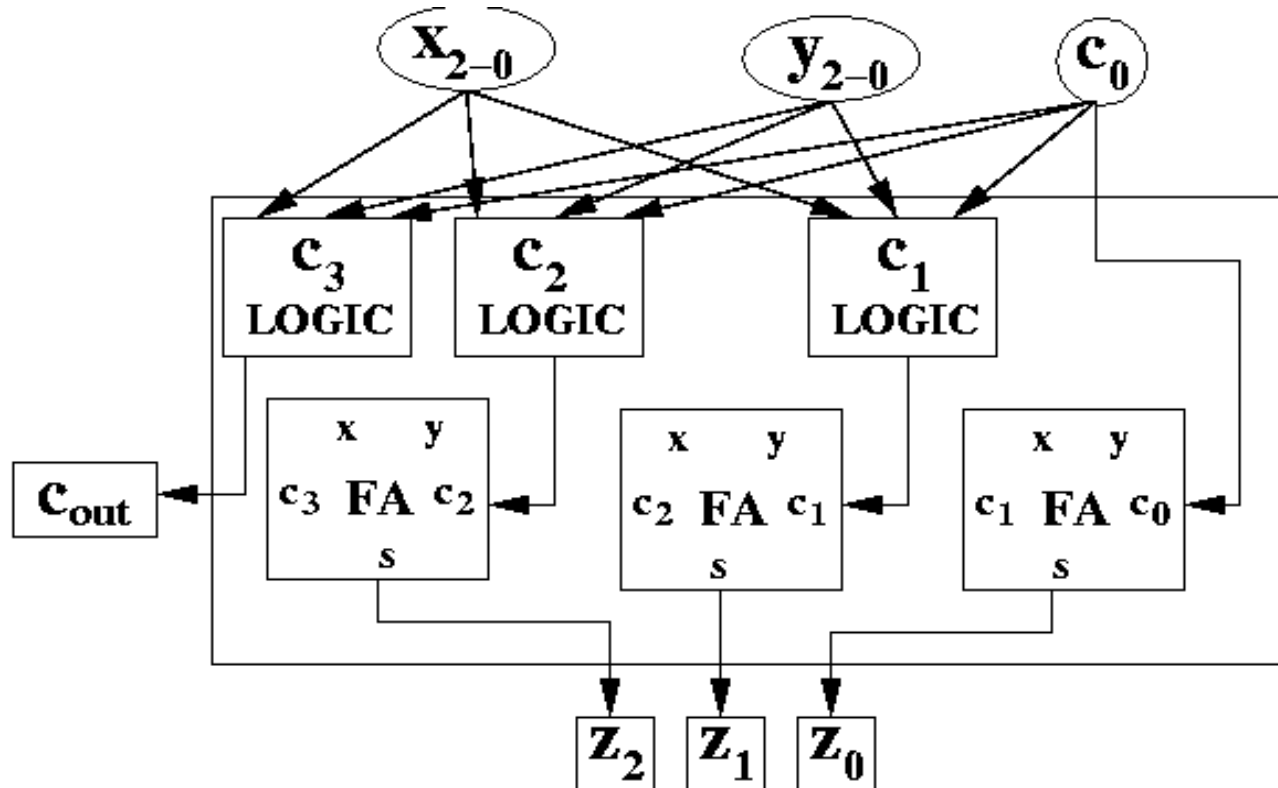 x₂₋₀ y₂₋₀ c₀
c₃ c₂ c₁
LOGIC LOGIC LOGIC
x y x y x y
c₃ FA c₂ c₂ FA c₁ c₁ FA c₀
c_out
s s s
z₂ z₁ z₀